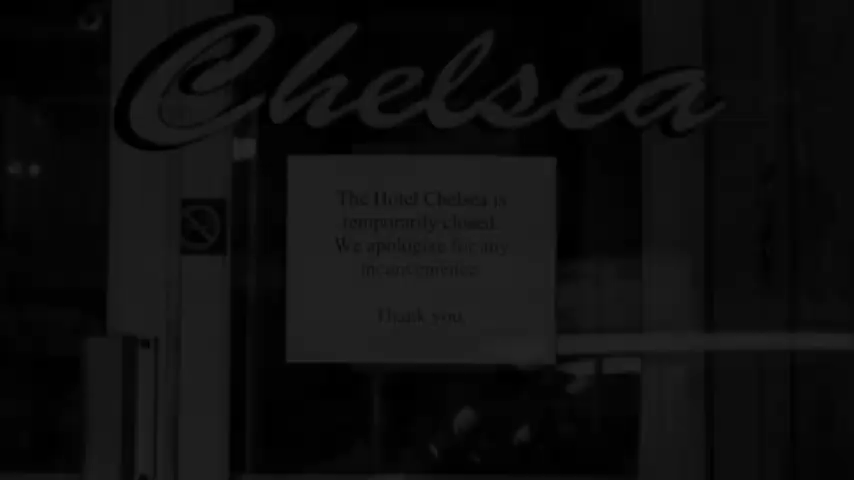 Chelsea
The Hotel Chelsea is
temporarily closed.
We apologize for any
inconvenience.
Thank you.